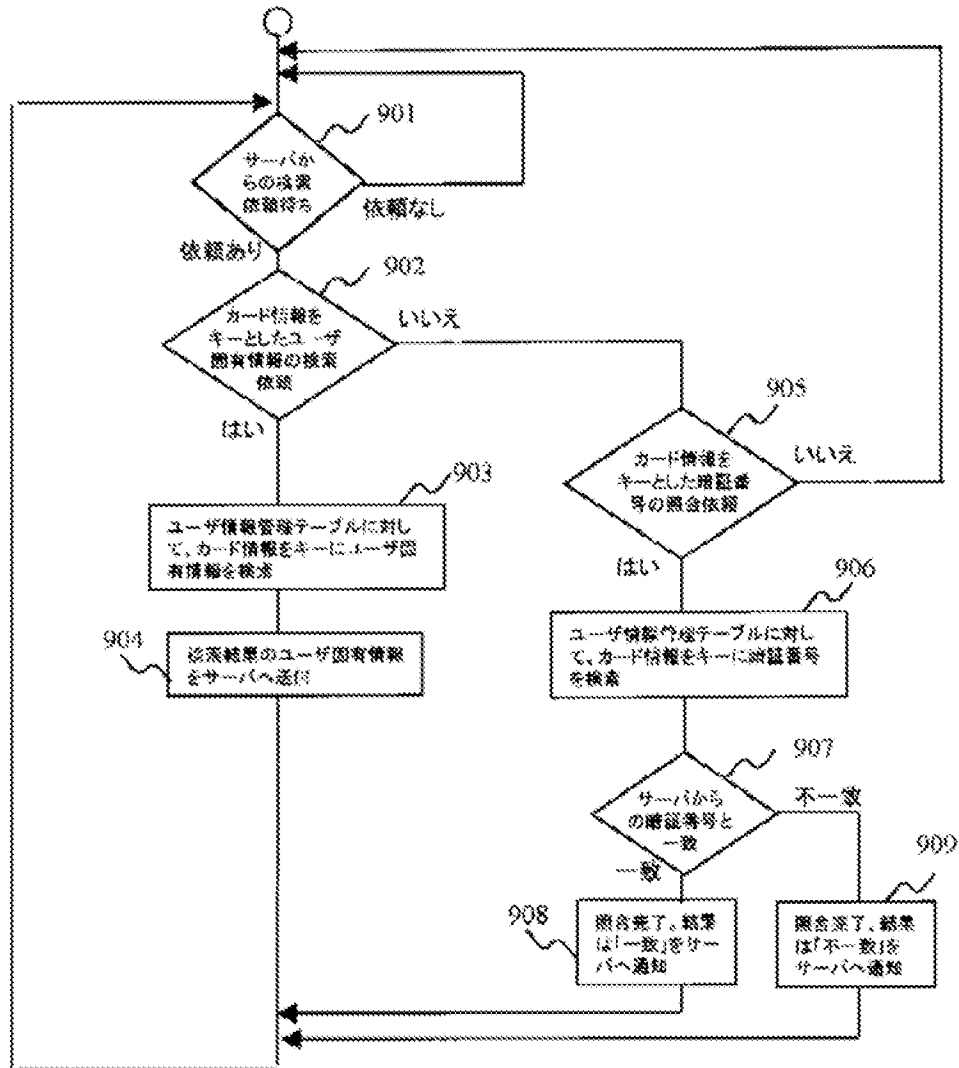 901
サーバか
らの検索
依頼待ち
依頼なし
依頼あり
902
カード情報を
キーとしたユーザ
固有情報の検索
依頼
いいえ
はい
903
ユーザ情報管理テーブルに対し
て、カード情報をキーにユーザ固
有情報を検索
904
検索結果のユーザ固有情報
をサーバへ送付
905
カード情報を
キーとした暗証番
号の照合依頼
いいえ
はい
906
ユーザ情報管理テーブルに対し
て、カード情報をキーに暗証番号
を検索
907
サーバから
の暗証番号と
一致
不一致
一致
908
照合完了、結果
は「一致」をサー
バへ通知
909
照合完了、結果
は「不一致」を
サーバへ通知